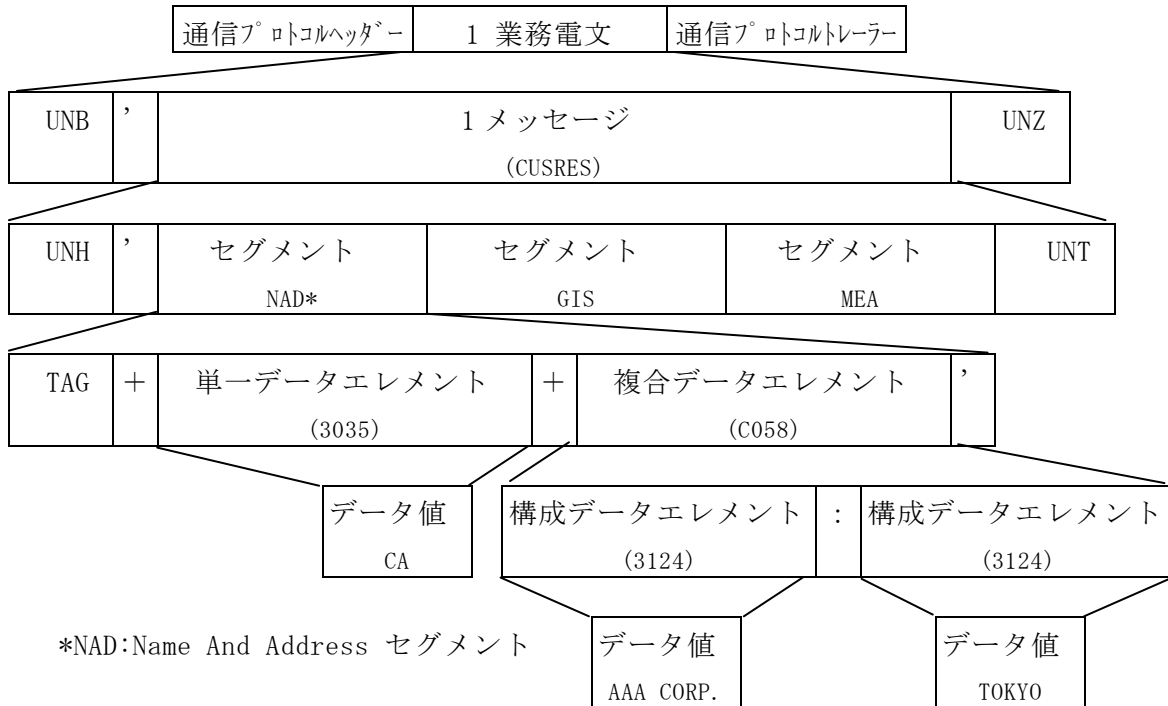 通信ﾌﾟﾛﾄｺﾙﾍｯﾀﾞｰ 1 業務電文 通信ﾌﾟﾛﾄｺﾙﾄﾚｰﾗｰ
UNB ’ 1メッセージ UNZ
(CUSRES)
UNH ’ セグメント セグメント セグメント UNT
NAD* GIS MEA
TAG ＋ 単一データエレメント ＋ 複合データエレメント ’
(3035) (C058)
データ値 構成データエレメント : 構成データエレメント
CA (3124) (3124)
*NAD:Name And Address セグメント データ値 データ値
AAA CORP. TOKYO